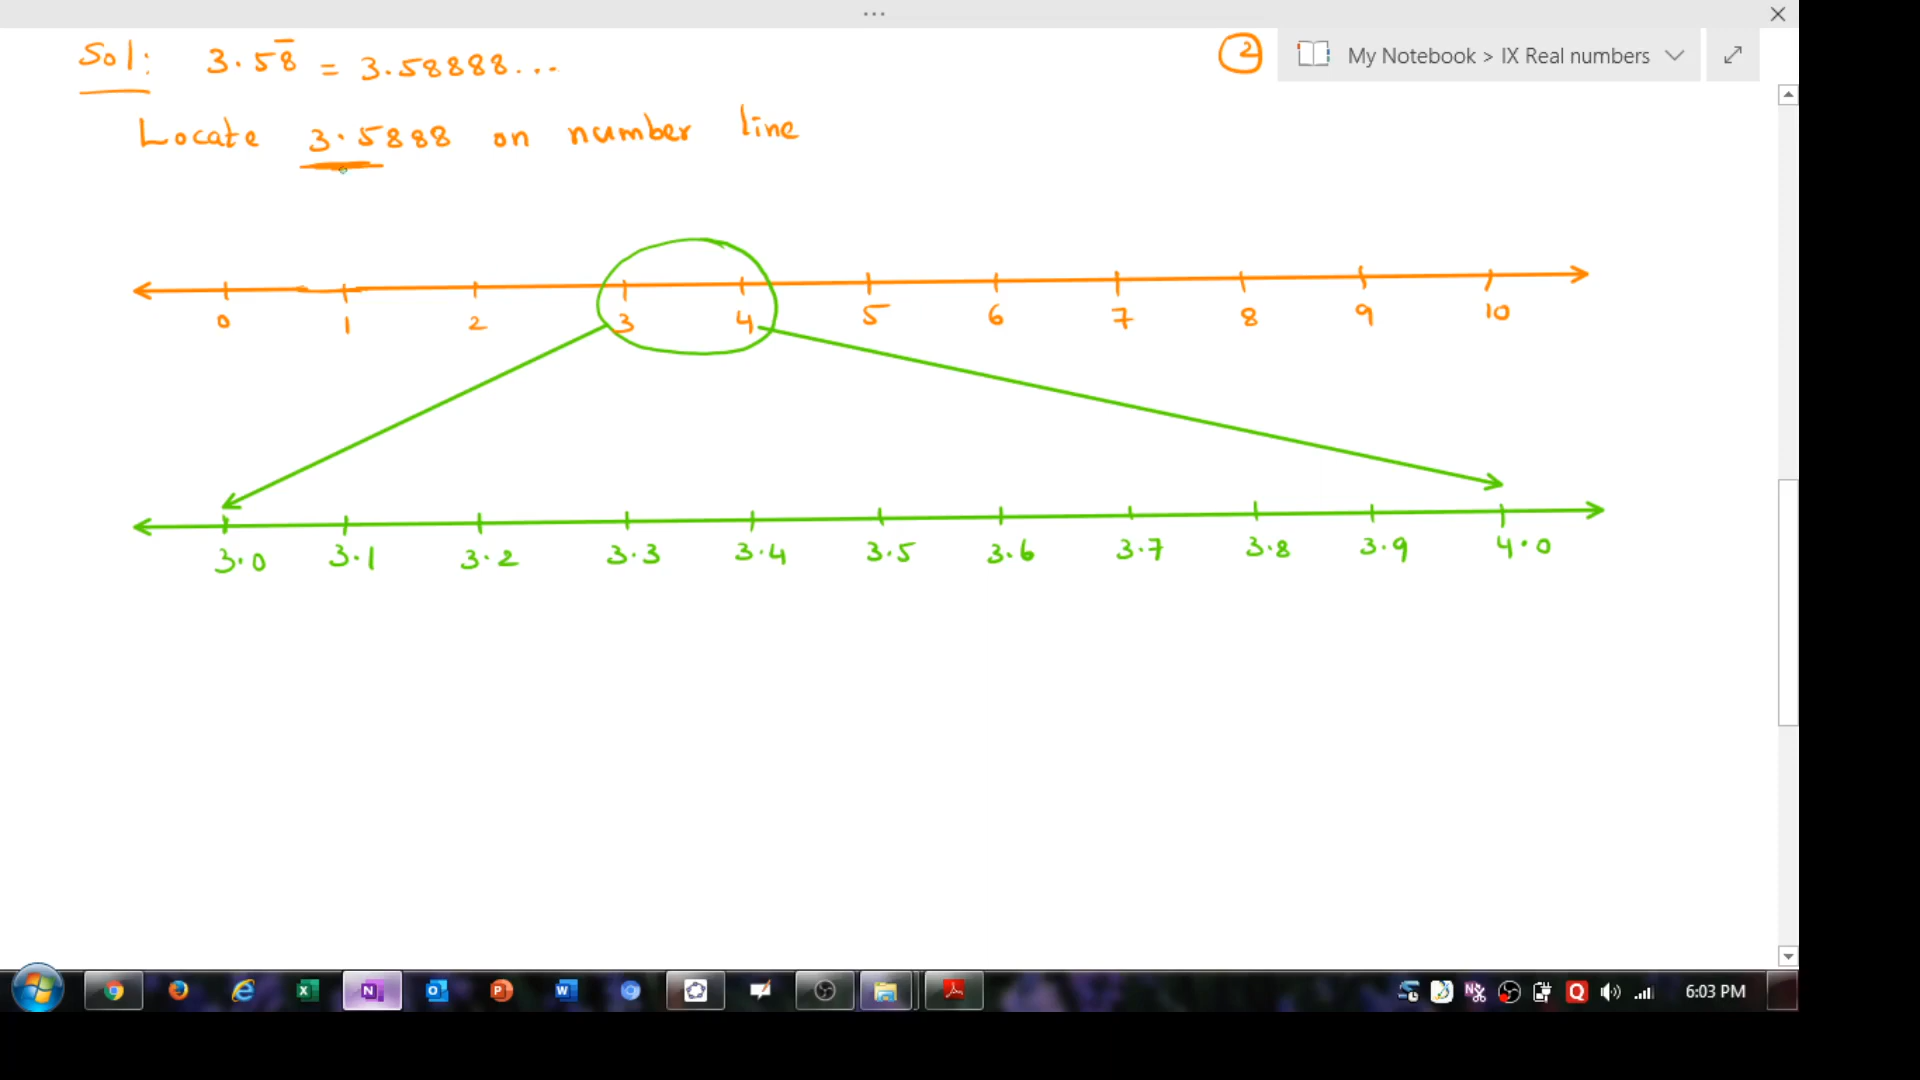 ...
Sol: 3.58̅ = 3.58888...
2
My Notebook > IX Real numbers
Locate 3.5888 on number line
0 1 2 3 4 5 6 7 8 9 10
3.0 3.1 3.2 3.3 3.4 3.5 3.6 3.7 3.8 3.9 4.0
6:03 PM